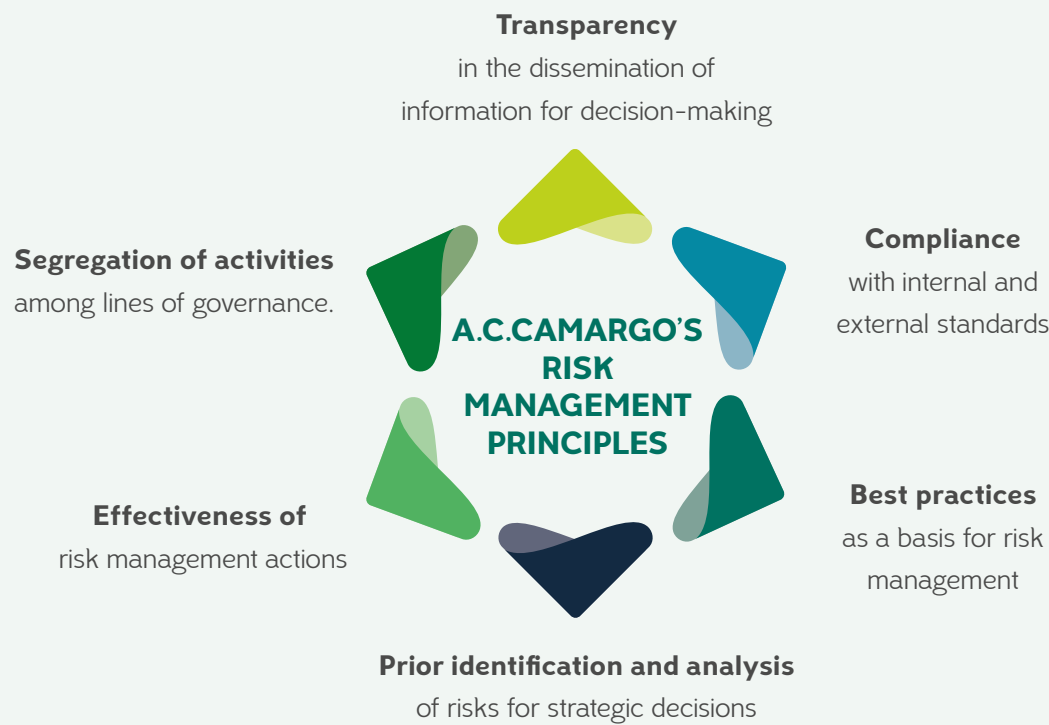 Transparency
in the dissemination of
information for decision-making
Compliance
with internal and
external standards
Best practices
as a basis for risk
management
Prior identification and analysis
of risks for strategic decisions
Effectiveness of
risk management actions
Segregation of activities
among lines of governance.
A.C.CAMARGO'S
RISK
MANAGEMENT
PRINCIPLES